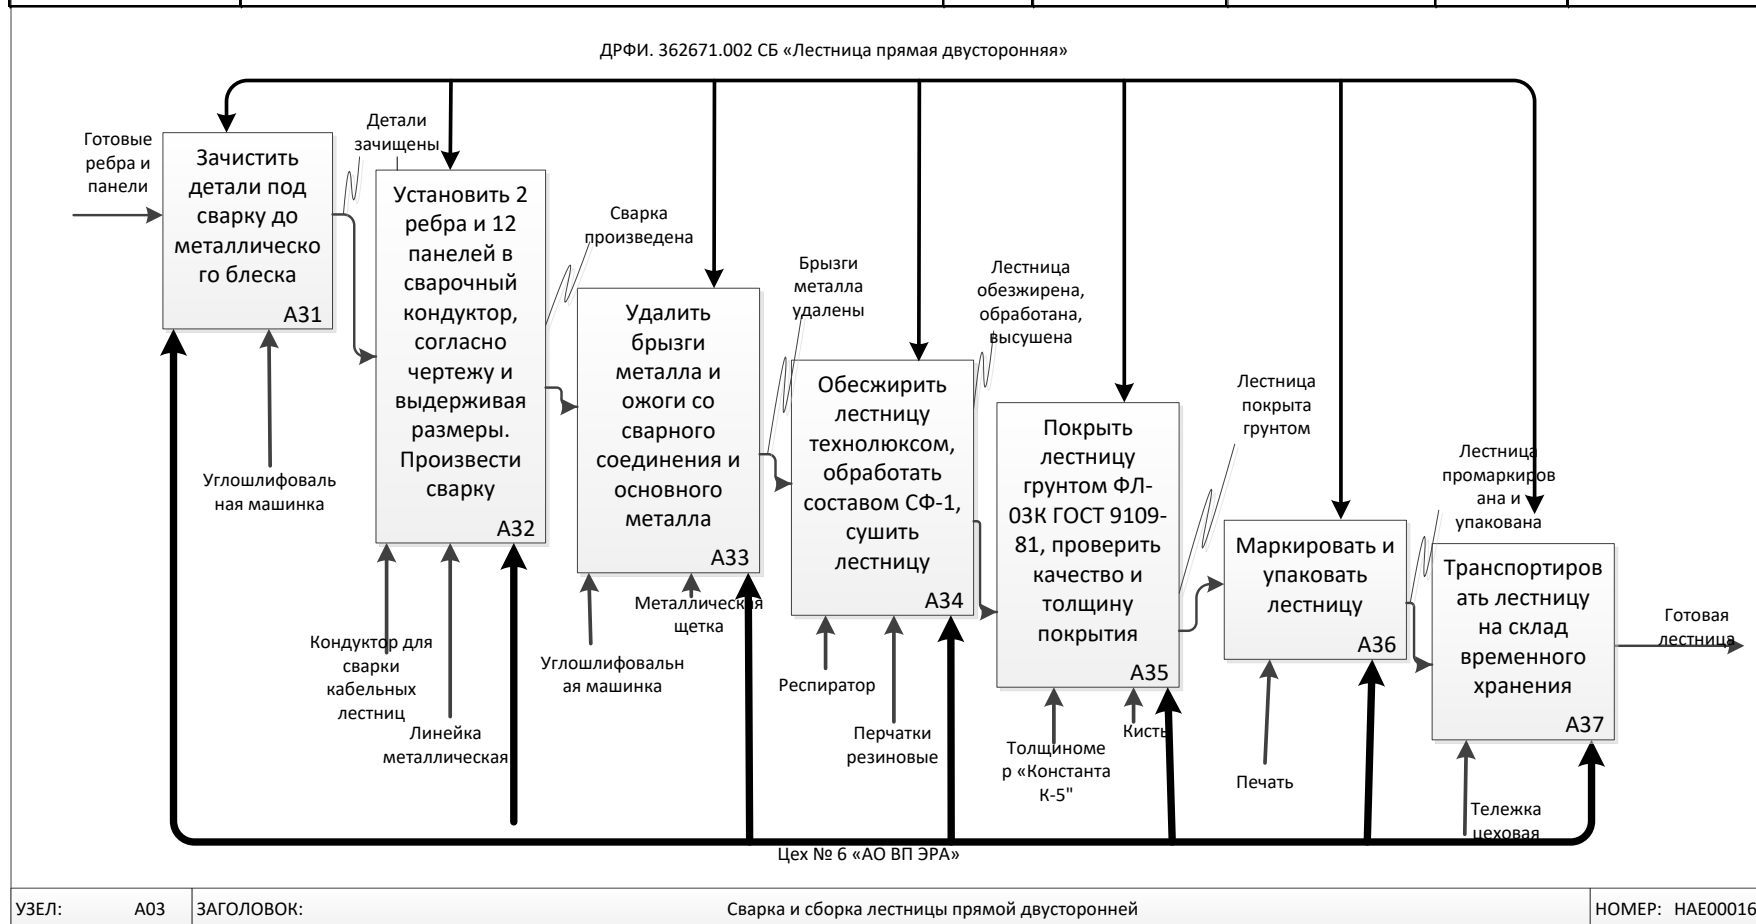 ДРФИ. 362671.002 СБ «Лестница прямая двусторонняя»
Готовые
ребра и
панели
Зачистить
детали под
сварку до
металлическо
го блеска
А31
Детали
зачищены
Углошлифоваль
ная машинка
Установить 2
ребра и 12
панелей в
сварочный
кондуктор,
согласно
чертежу и
выдерживая
размеры.
Произвести
сварку
А32
Сварка
произведена
Кондуктор для
сварки
кабельных
лестниц
Линейка
металлическая
Удалить
брызги
металла и
ожоги со
сварного
соединения и
основного
металла
А33
Брызги
металла
удалены
Углошлифовальн
ая машинка
Металлическая
щетка
Обесжирить
лестницу
технолюксом,
обработать
составом СФ-1,
сушить
лестницу
А34
Лестница
обезжирена,
обработана,
высушена
Респиратор
Перчатки
резиновые
Покрыть
лестницу
грунтом ФЛ-
03К ГОСТ 9109-
81, проверить
качество и
толщину
покрытия
А35
Лестница
покрыта
грунтом
Толщиноме
р «Константа
К-5"
Кисть
Маркировать и
упаковать
лестницу
А36
Лестница
промаркиров
ана и
упакована
Печать
Транспортиров
ать лестницу
на склад
временного
хранения
А37
Готовая
лестница
Тележка
цеховая
Цех № 6 «АО ВП ЭРА»
УЗЕЛ: А03 ЗАГОЛОВОК: Сварка и сборка лестницы прямой двусторонней НОМЕР: НАЕ00016